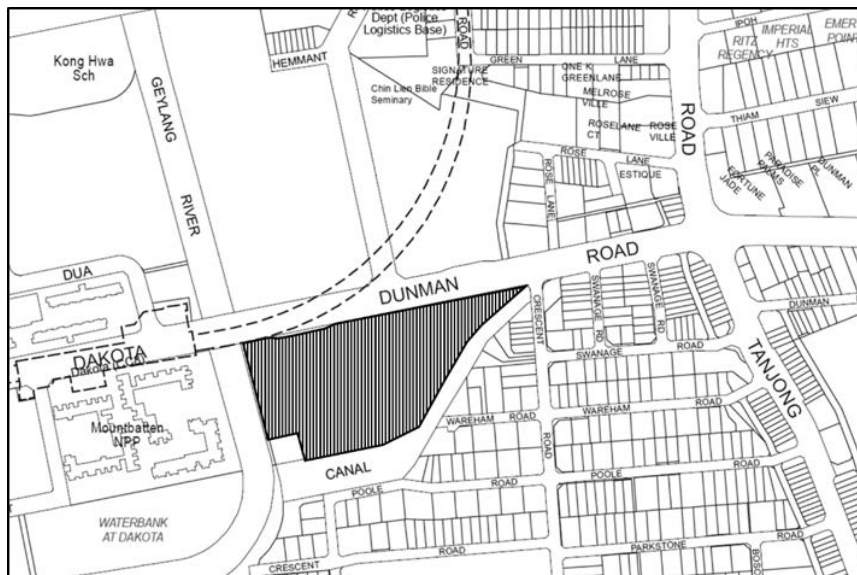 Dept (Police
Logistics Base)
ROAD
IPOH
IMPERIAL
HTS
RITZ
REGENCY
Kong Hwa
Sch
HEMMANT
GREEN
LANE
SIGNATURE
RESIDENCE
ONE K
GREENLANE
Chin Lien Bible
Seminary
MELROSE
VILLE
ROAD
THIAM
SIEW
GEYLANG
RIVER
ROSELANE
CT
ROSE
VILLE
ROSE
LANE
ESTIQUE
ROSE LANE
FORTUNE
JADE
PARADISE
PALMS
DUNMAN
PL
DUA
DUNMAN
ROAD
CRESCENT
ROAD
SWANAGE
RD
SWANAGE
RD
DUNMAN
DAKOTA
SWANAGE
ROAD
TANJONG
Mountbatten
NPP
WAREHAM
ROAD
WAREHAM
ROAD
CANAL
POOLE
ROAD
POOLE
ROAD
WATERBANK
AT DAKOTA
CRESCENT
ROAD
PARKSTONE
ROAD